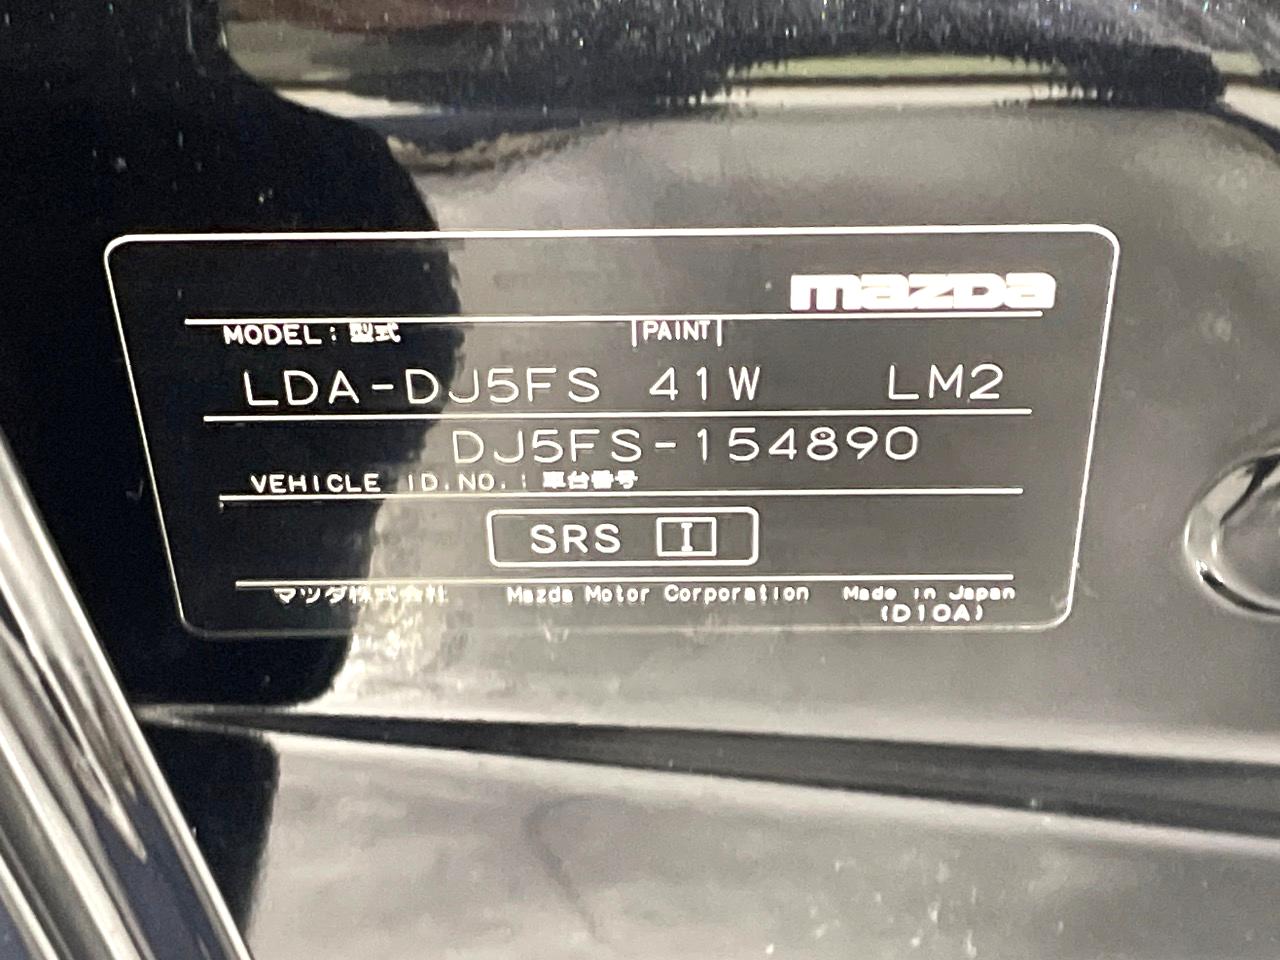 mazda
MODEL: 型式 |PAINT|
LDA-DJ5FS 41W LM2
DJ5FS-154890
VEHICLE ID.NO.: 車台番号
SRS I
マツダ株式会社 Mazda Motor Corporation Made in Japan
(D10A)